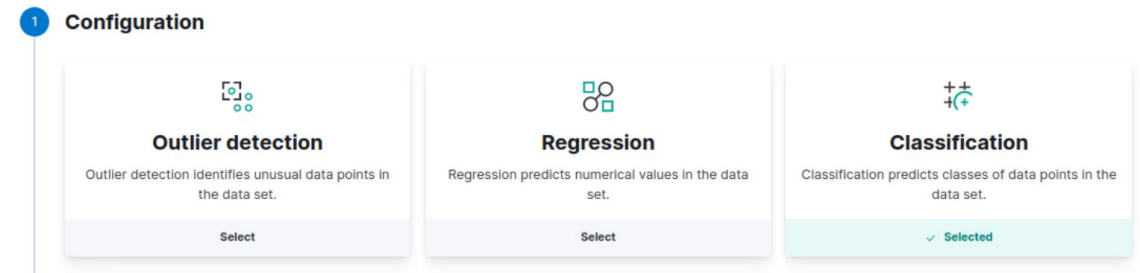 1 Configuration
Outlier detection
Outlier detection identifies unusual data points in
the data set.
Select
Regression
Regression predicts numerical values in the data
set.
Select
Classification
Classification predicts classes of data points in the
data set.
Selected